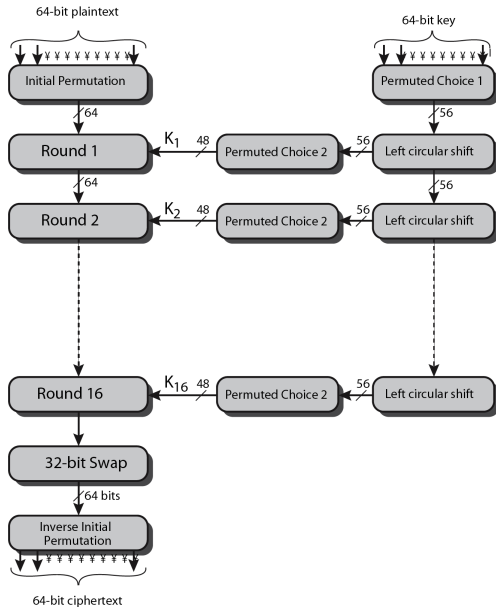 64-bit plaintext
64-bit key
¥ ¥ ¥ ¥ ¥ ¥ ¥ ¥ ¥
¥ ¥ ¥ ¥ ¥ ¥ ¥ ¥ ¥
Initial Permutation
Permuted Choice 1
64
56
Round 1
K1
48
Permuted Choice 2
56
Left circular shift
64
56
Round 2
K2
48
Permuted Choice 2
56
Left circular shift
Round 16
K16
48
Permuted Choice 2
56
Left circular shift
32-bit Swap
64 bits
Inverse Initial
Permutation
¥ ¥ ¥ ¥ ¥ ¥ ¥ ¥ ¥
64-bit ciphertext